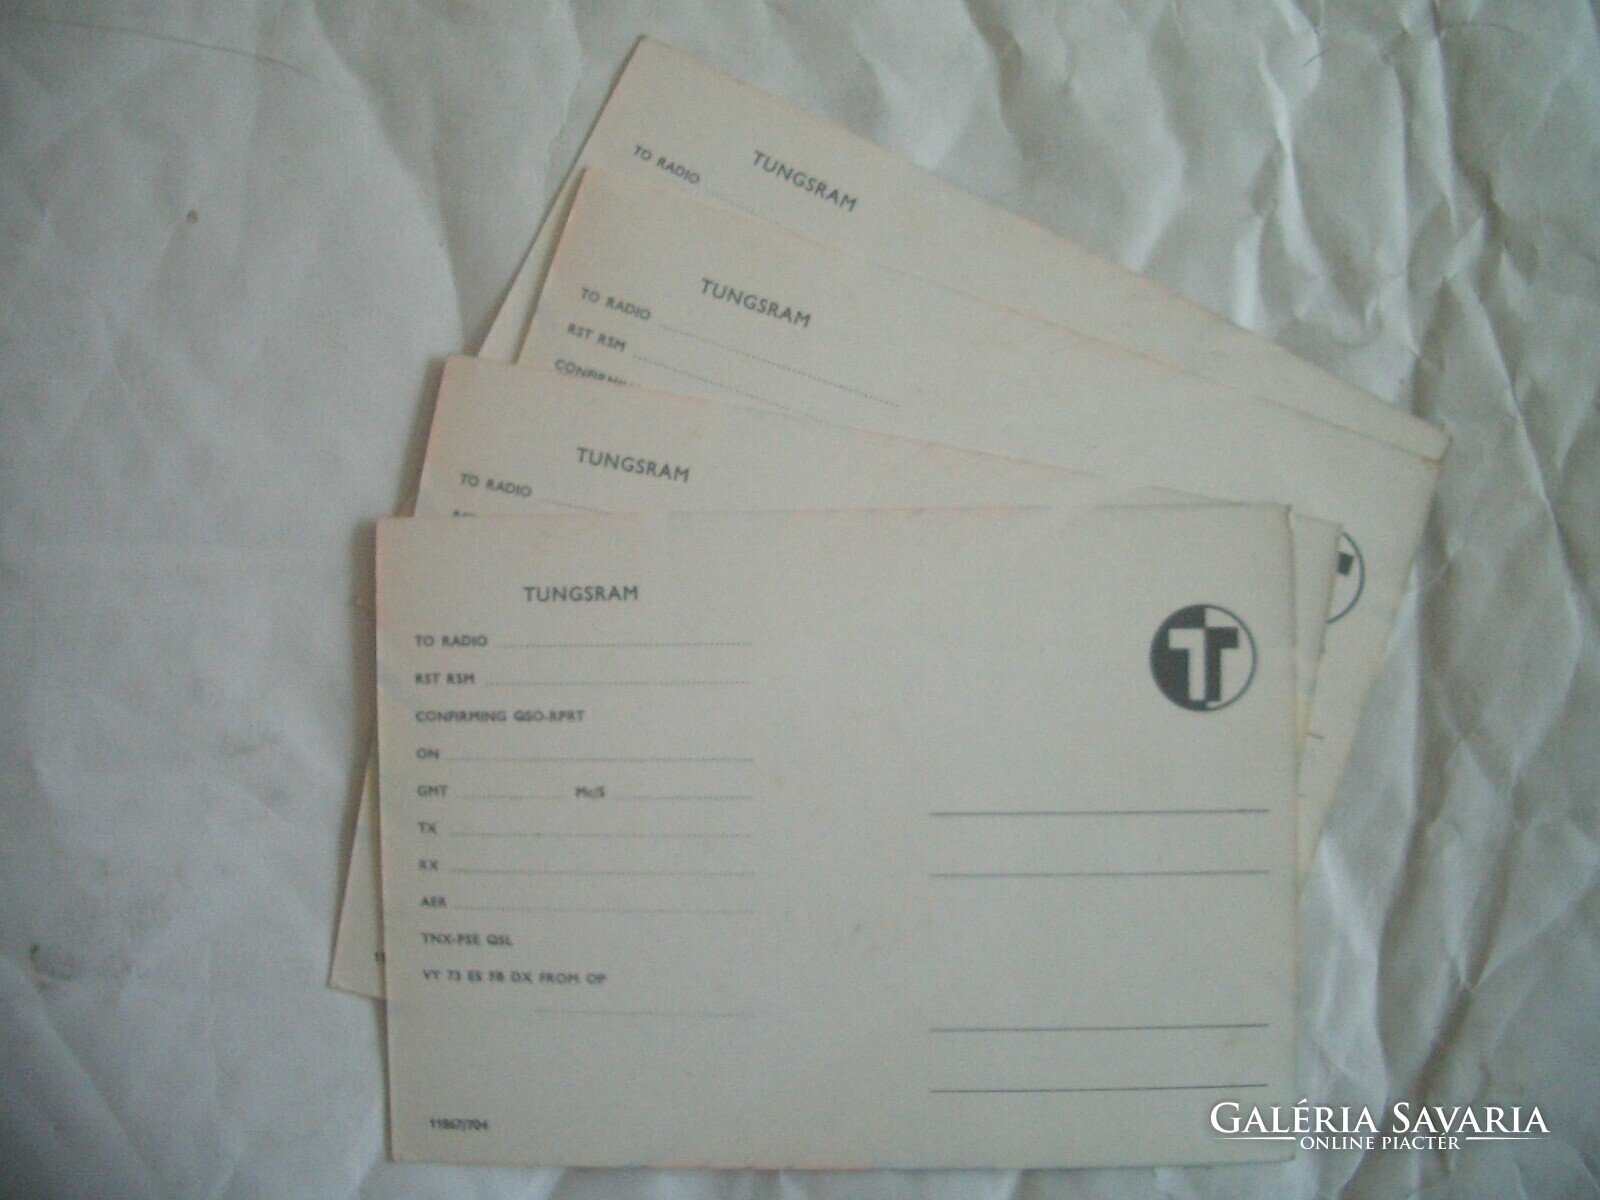 TUNGSRAM
TO RADIO
TUNGSRAM
TO RADIO
RST RSM
TUNGSRAM
TO RADIO
TUNGSRAM
TO RADIO
RST RSM
CONFIRMING QSO-RPRT
ON
GMT Mc/S
TX
RX
AER
TNX-PSE QSL
VY 73 ES FB DX FROM OP
11867/704
GALÉRIA SAVARIA
ONLINE PIACTÉR